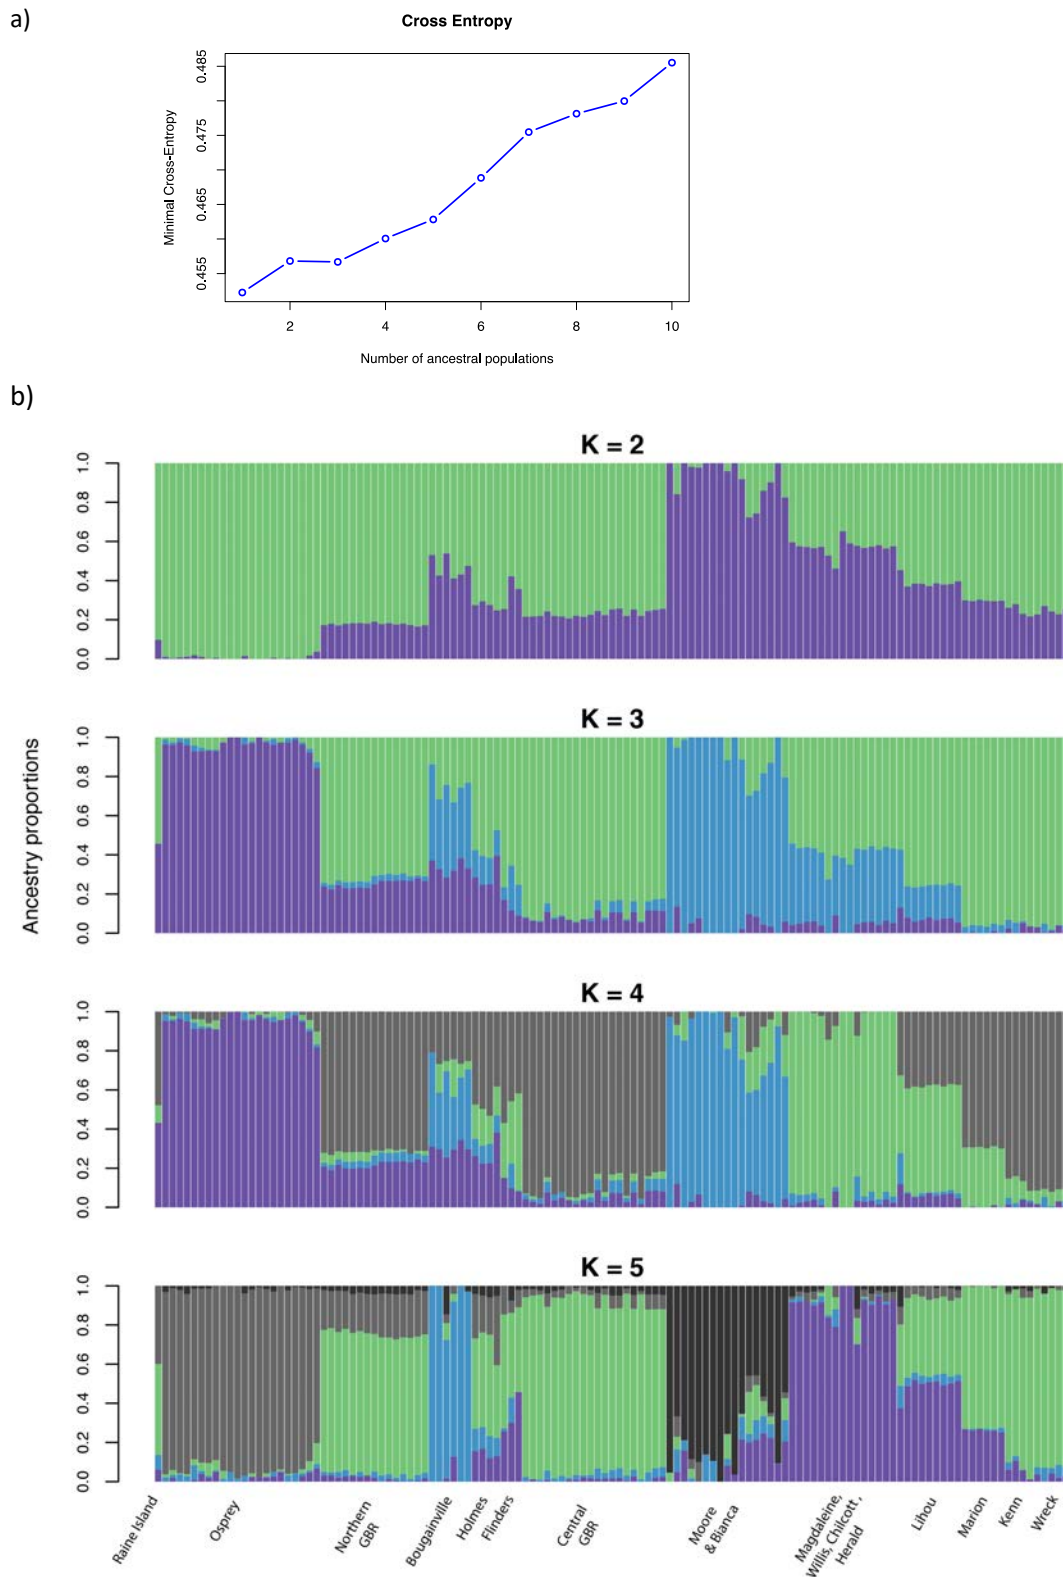 a)
Cross Entropy
Minimal Cross-Entropy
0.485
0.475
0.465
0.455
2 4 6 8 10
Number of ancestral populations
b)
Ancestry proportions
K = 2
1.0
0.8
0.6
0.4
0.2
0.0
K = 3
1.0
0.8
0.6
0.4
0.2
0.0
K = 4
1.0
0.8
0.6
0.4
0.2
0.0
K = 5
1.0
0.8
0.6
0.4
0.2
0.0
Raine Island
Osprey
Northern
GBR
Bougainville
Holmes
Flinders
Central
GBR
Moore
& Bianca
Magdaleine,
Willis, Chilcott ,
Herald
Lihou
Marion
Kenn
Wreck